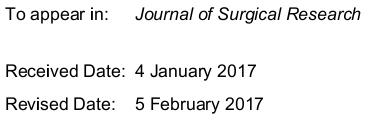 To appear in: Journal of Surgical Research
Received Date: 4 January 2017
Revised Date: 5 February 2017